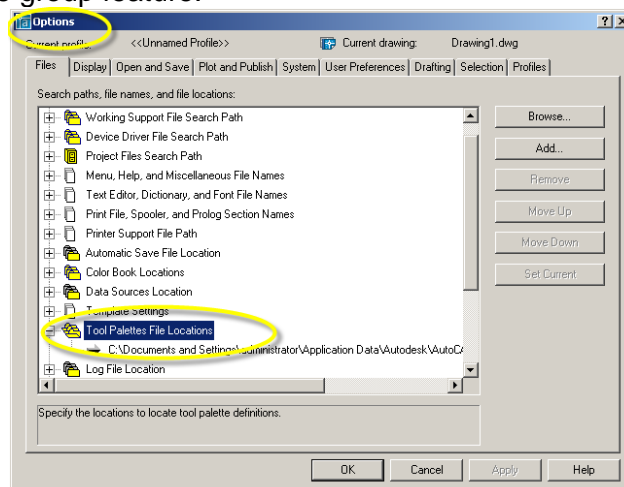 group feature.
Options
Current profile: <<Unnamed Profile>> Current drawing: Drawing1.dwg
Files Display Open and Save Plot and Publish System User Preferences Drafting Selection Profiles
Search paths, file names, and file locations:
Working Support File Search Path
Device Driver File Search Path
Project Files Search Path
Menu, Help, and Miscellaneous File Names
Text Editor, Dictionary, and Font File Names
Print File, Spooler, and Prolog Section Names
Printer Support File Path
Automatic Save File Location
Color Book Locations
Data Sources Location
Template Settings
Tool Palettes File Locations
C:\Documents and Settings\administrator\Application Data\Autodesk\AutoCA
Log File Location
Browse...
Add...
Remove
Move Up
Move Down
Set Current
Specify the locations to locate tool palette definitions.
OK Cancel Apply Help